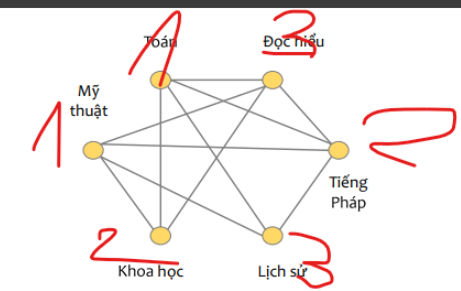 Toán
1
Đọc hiểu
3
Mỹ
thuật
1
2
Tiếng
Pháp
2
Khoa học
Lịch sử
3